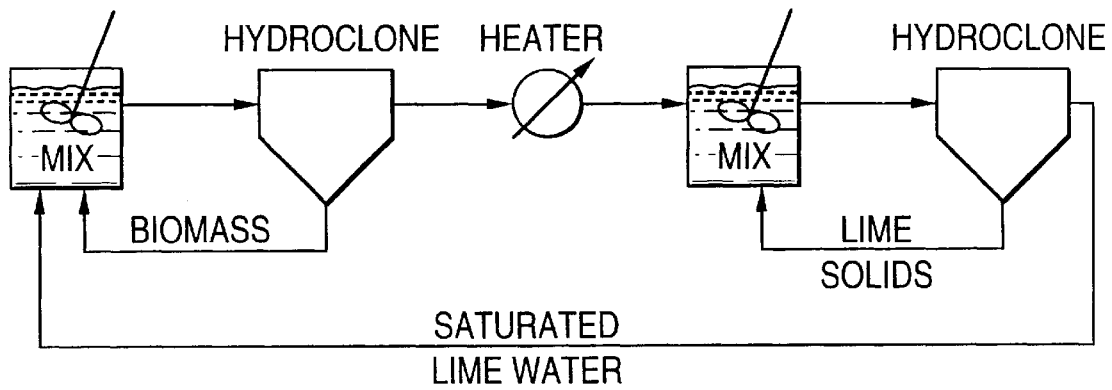 HYDROCLONE
HEATER
HYDROCLONE
MIX
MIX
BIOMASS
LIME
SOLIDS
SATURATED
LIME WATER